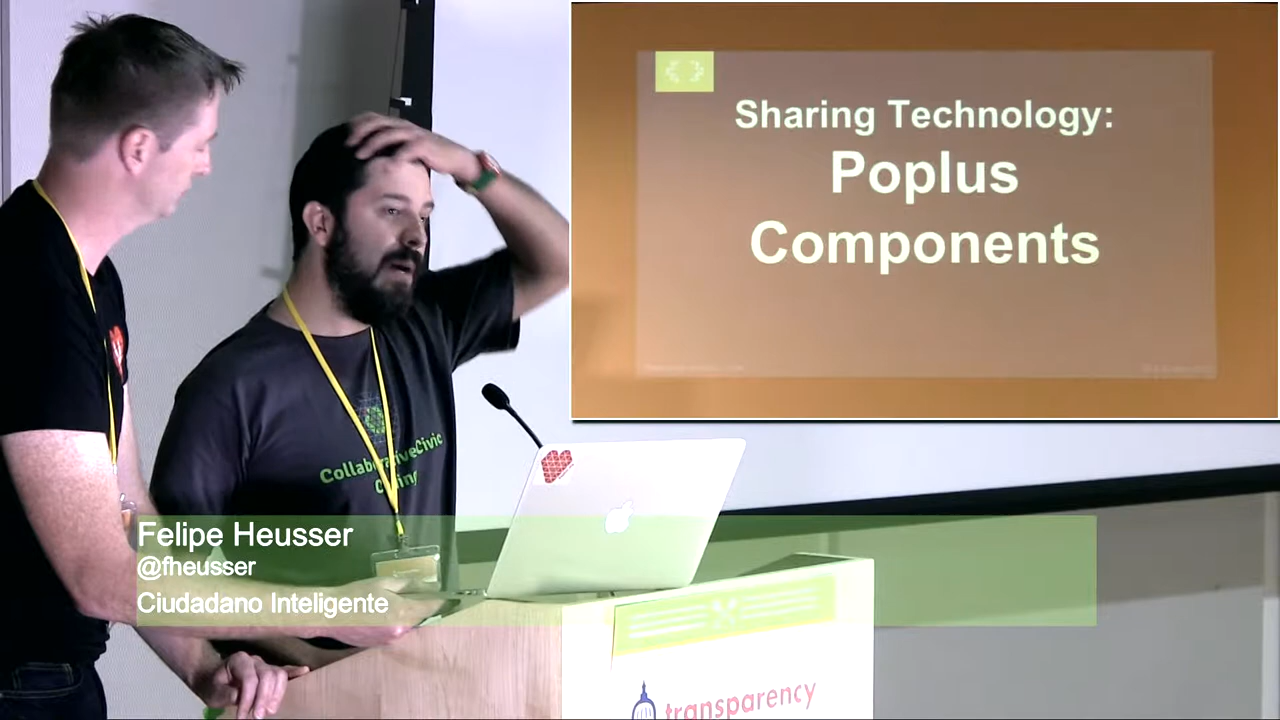 Sharing Technology:
Poplus
Components
CollaborativeCivic
Felipe Heusser
@fheusser
Ciudadano Inteligente
transparency